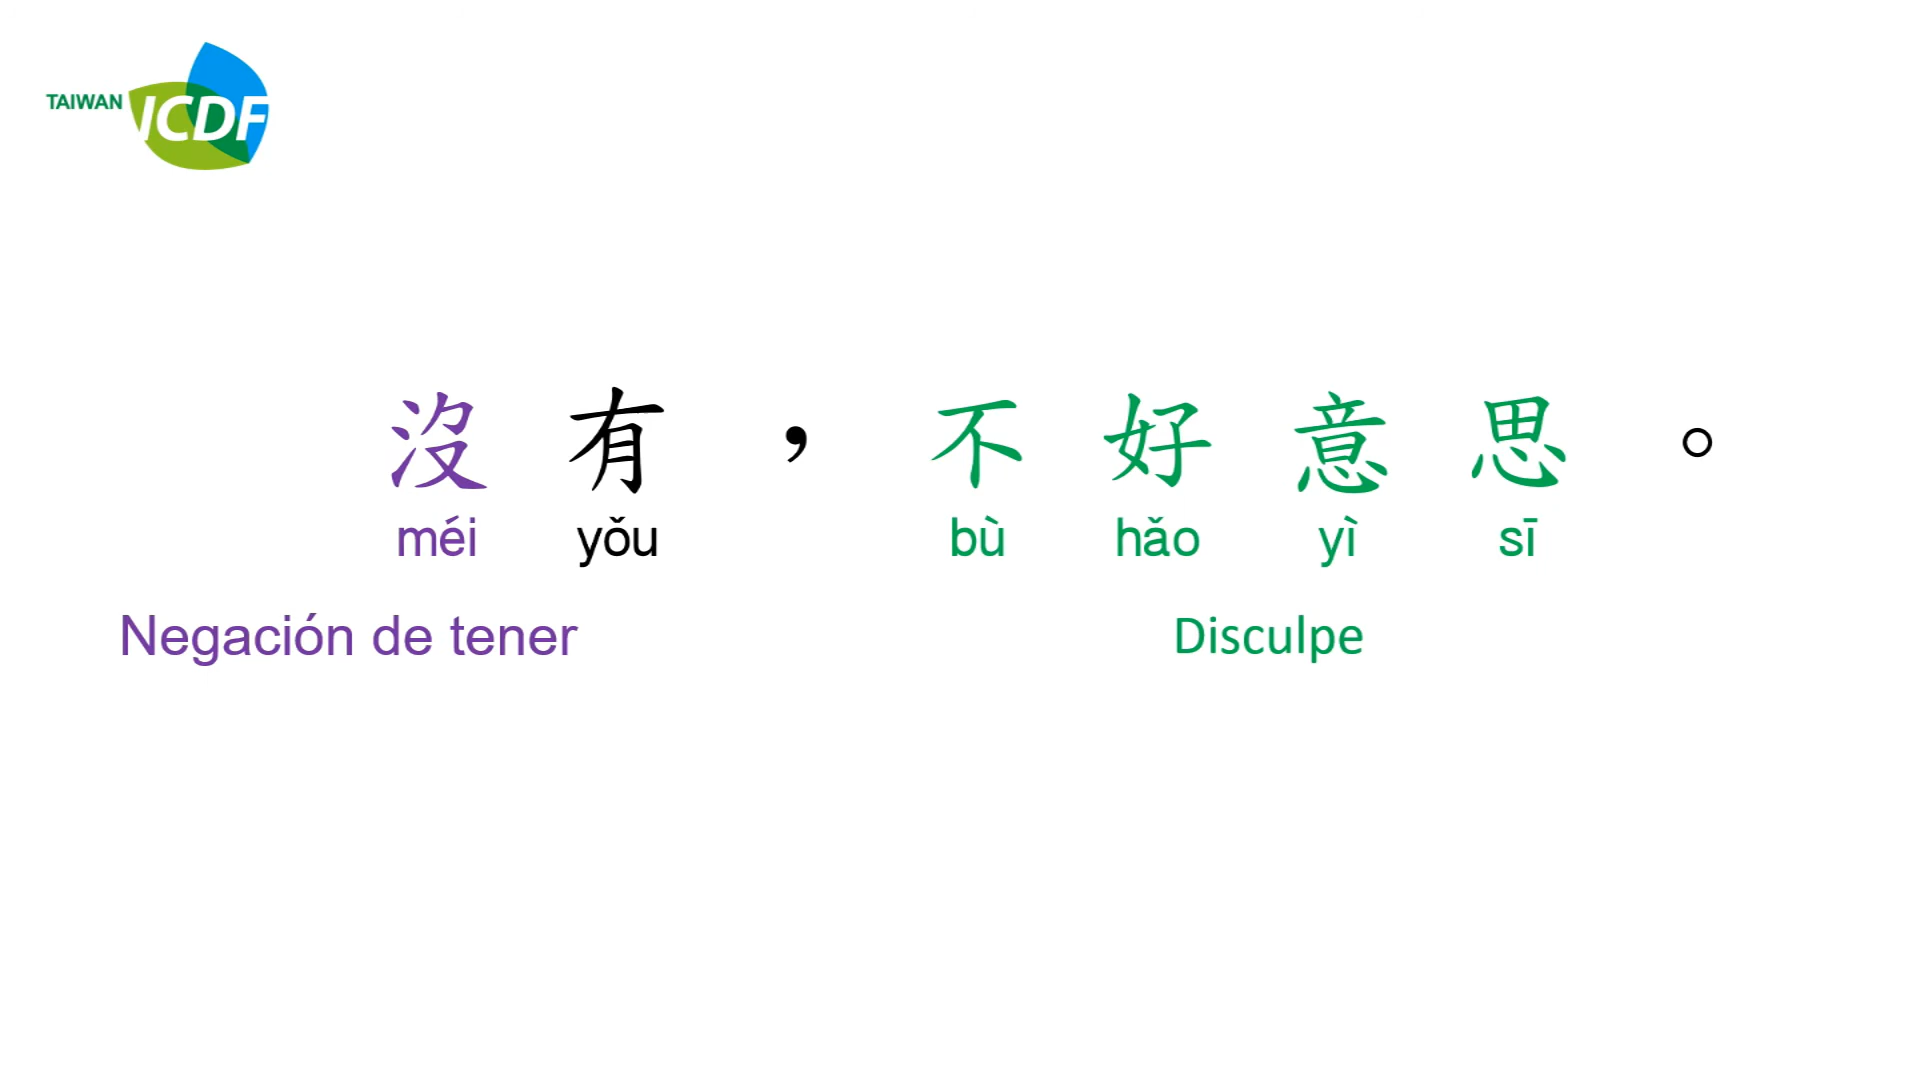 TAIWAN ICDF
沒有，不好意思。
méi yǒu bù hǎo yì sī
Negación de tener Disculpe